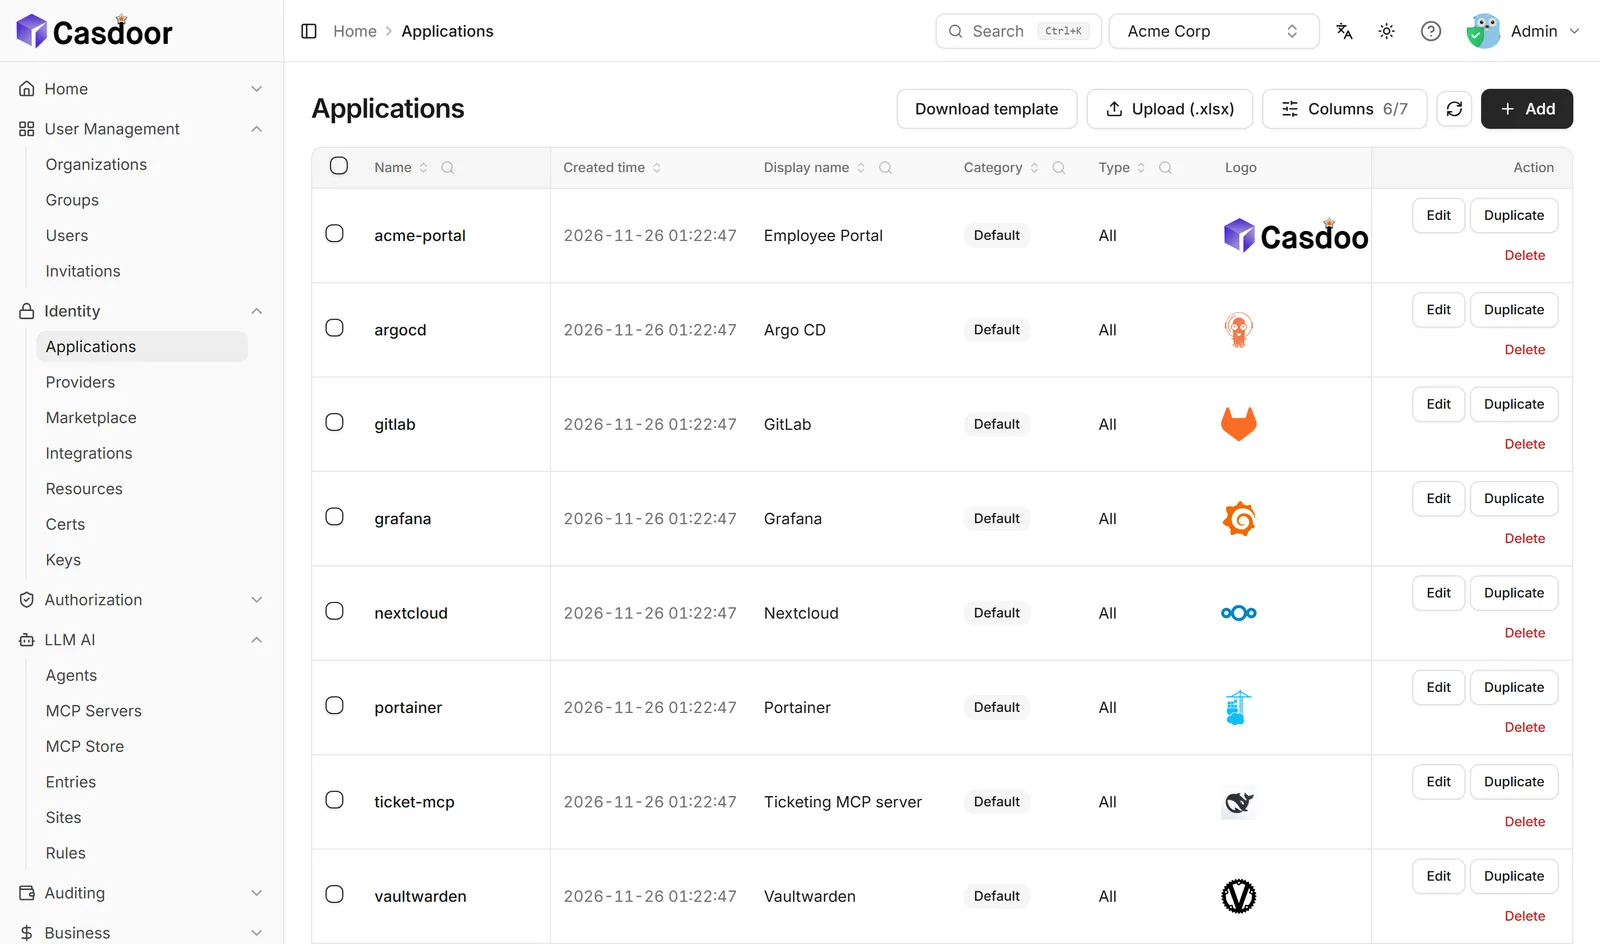 Casdoor
Home
Applications
Search
Ctrl+K
Acme Corp
Admin
Home
User Management
Organizations
Groups
Users
Invitations
Identity
Applications
Providers
Marketplace
Integrations
Resources
Certs
Keys
Authorization
LLM AI
Agents
MCP Servers
MCP Store
Entries
Sites
Rules
Auditing
Business
Applications
Download template
Upload (.xlsx)
Columns 6/7
Add
Name Created time Display name Category Type Logo Action
acme-portal 2026-11-26 01:22:47 Employee Portal Default All Casdoo Edit Duplicate
Delete
argocd 2026-11-26 01:22:47 Argo CD Default All Edit Duplicate
Delete
gitlab 2026-11-26 01:22:47 GitLab Default All Edit Duplicate
Delete
grafana 2026-11-26 01:22:47 Grafana Default All Edit Duplicate
Delete
nextcloud 2026-11-26 01:22:47 Nextcloud Default All Edit Duplicate
Delete
portainer 2026-11-26 01:22:47 Portainer Default All Edit Duplicate
Delete
ticket-mcp 2026-11-26 01:22:47 Ticketing MCP server Default All Edit Duplicate
Delete
vaultwarden 2026-11-26 01:22:47 Vaultwarden Default All Edit Duplicate
Delete